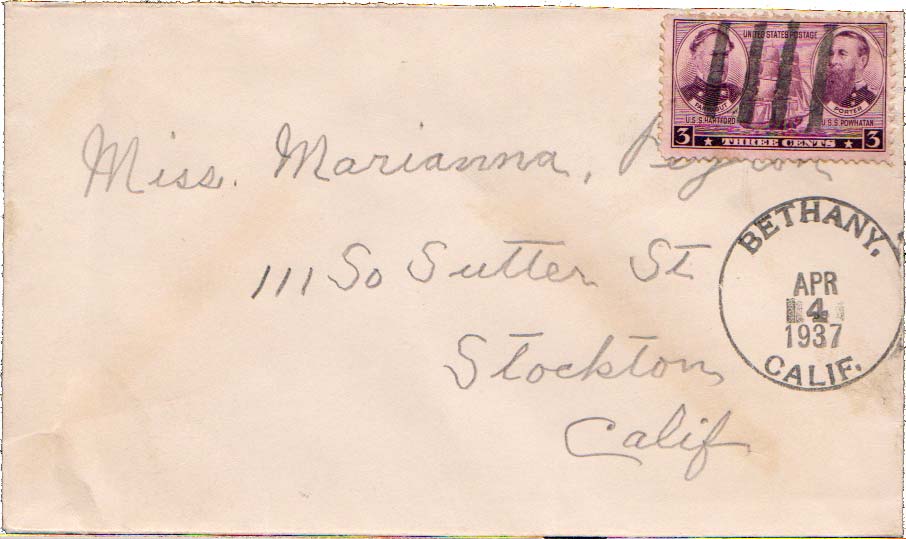 UNITED STATES POSTAGE
FARRAGUT
PORTER
U.S.S. HARTFORD
U.S.S. POWHATAN
3 THREE CENTS 3
Miss. Marianna,
111 So Sutter St
Stockton,
Calif
BETHANY,
APR
4
1937
CALIF.